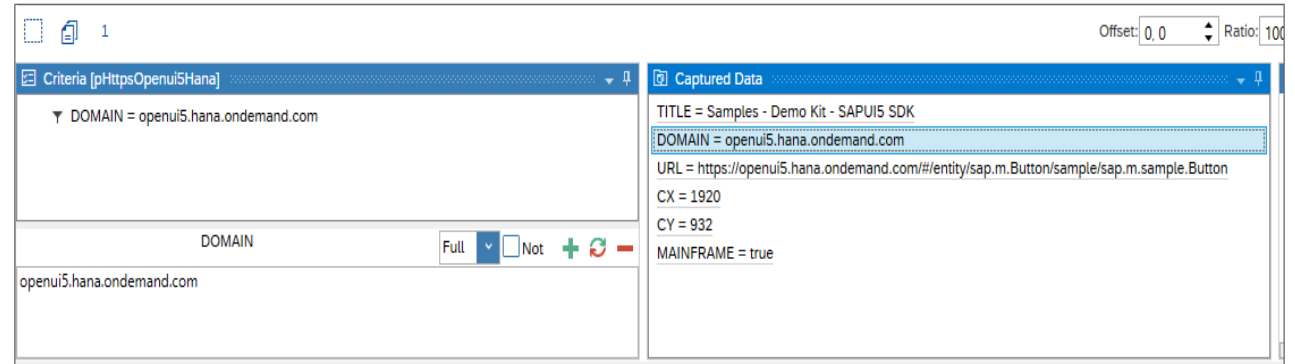 1
Offset: 0, 0 Ratio: 100
Criteria [pHttpsOpenui5Hana]
DOMAIN = openui5.hana.ondemand.com
DOMAIN
Full Not
openui5.hana.ondemand.com
Captured Data
TITLE = Samples - Demo Kit - SAPUI5 SDK
DOMAIN = openui5.hana.ondemand.com
URL = https://openui5.hana.ondemand.com/#/entity/sap.m.Button/sample/sap.m.sample.Button
CX = 1920
CY = 932
MAINFRAME = true